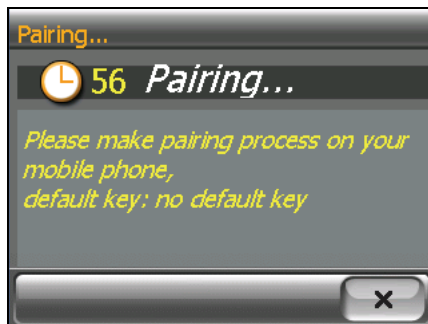 Pairing...
56 Pairing...
Please make pairing process on your
mobile phone,
default key: no default key